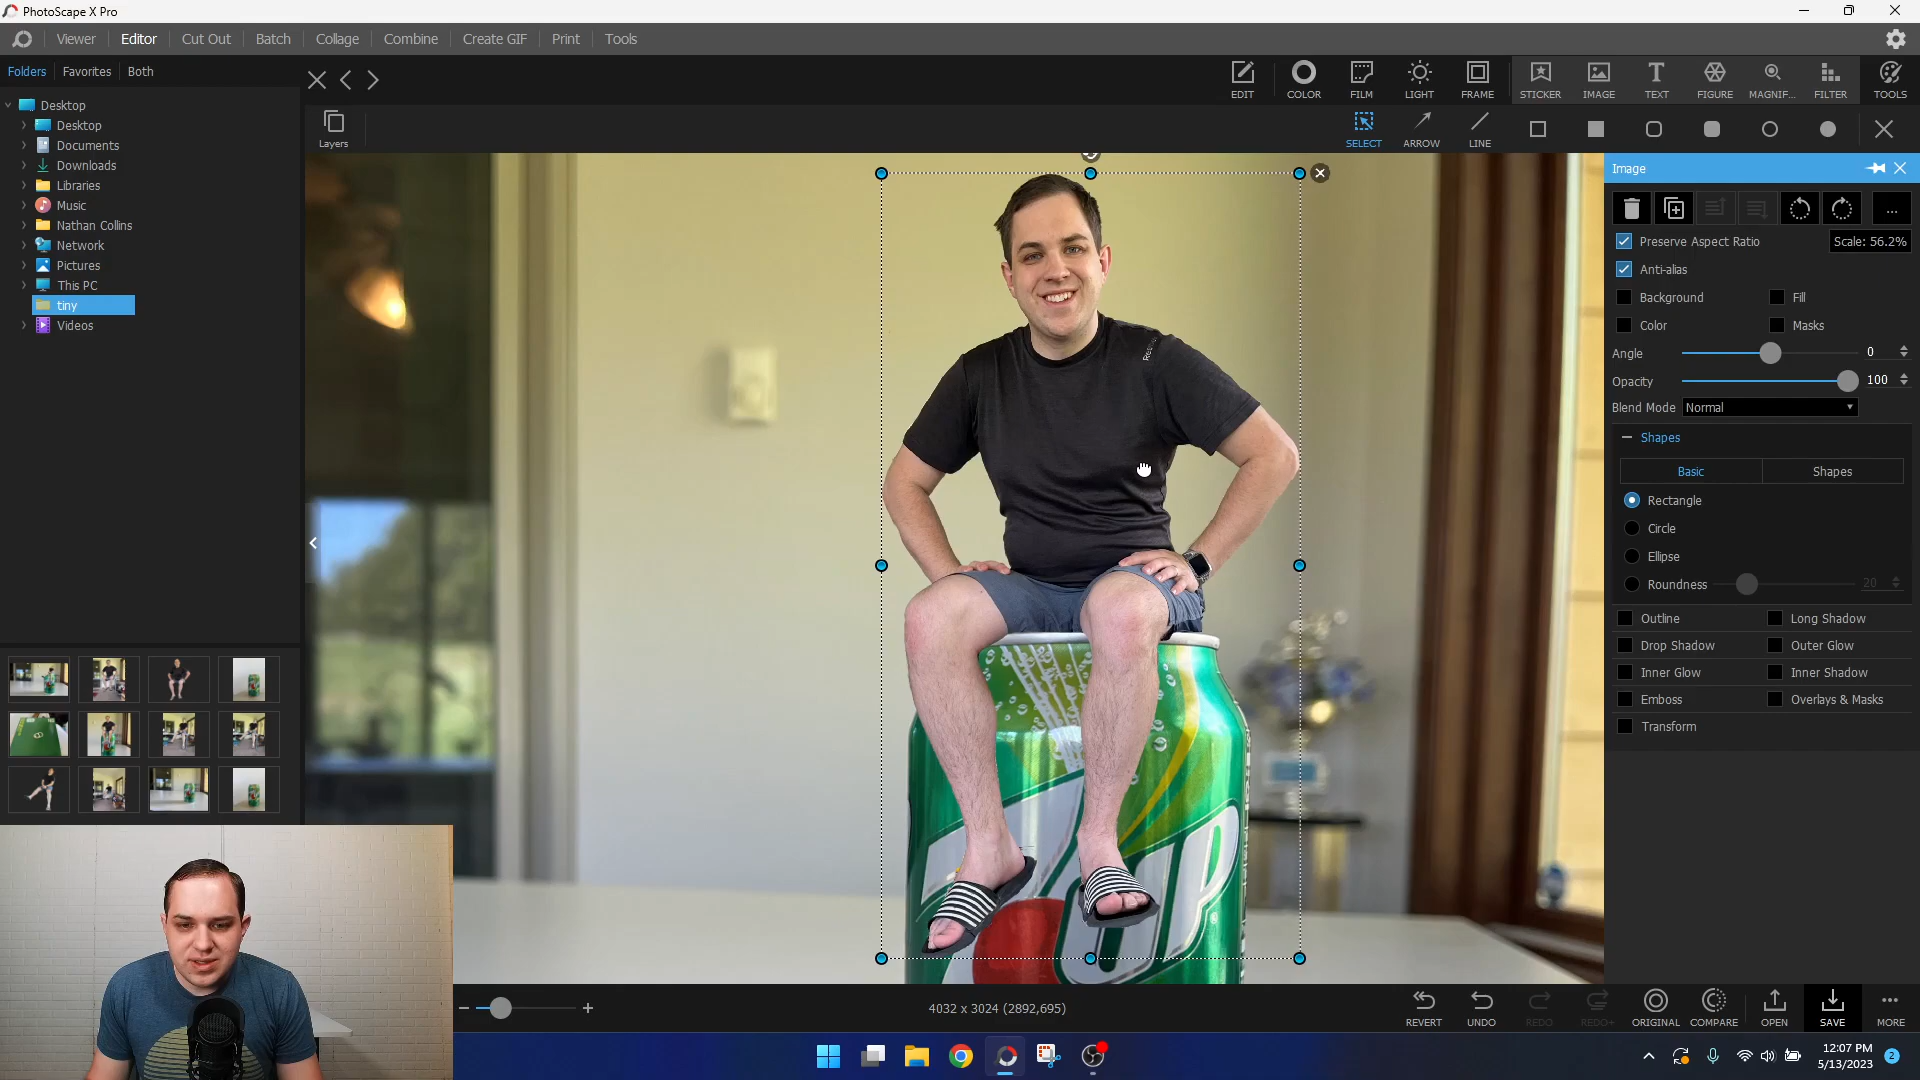 PhotoScape X Pro
Viewer Editor Cut Out Batch Collage Combine Create GIF Print Tools
Folders Favorites Both
EDIT COLOR FILM LIGHT FRAME STICKER IMAGE TEXT FIGURE MAGNIF... FILTER TOOLS
Layers
SELECT ARROW LINE
Desktop
Desktop
Documents
Downloads
Libraries
Music
Nathan Collins
Network
Pictures
This PC
tiny
Videos
Image
...
Preserve Aspect Ratio Scale: 56.2%
Anti-alias
Background Fill
Color Masks
Angle 0
Opacity 100
Blend Mode Normal
Shapes
Basic Shapes
Rectangle
Circle
Ellipse
Roundness 20
Outline Long Shadow
Drop Shadow Outer Glow
Inner Glow Inner Shadow
Emboss Overlays & Masks
Transform
UP
4032 x 3024 (2892,695)
REVERT UNDO REDO REDO+ ORIGINAL COMPARE OPEN SAVE MORE
12:07 PM
5/13/2023
2